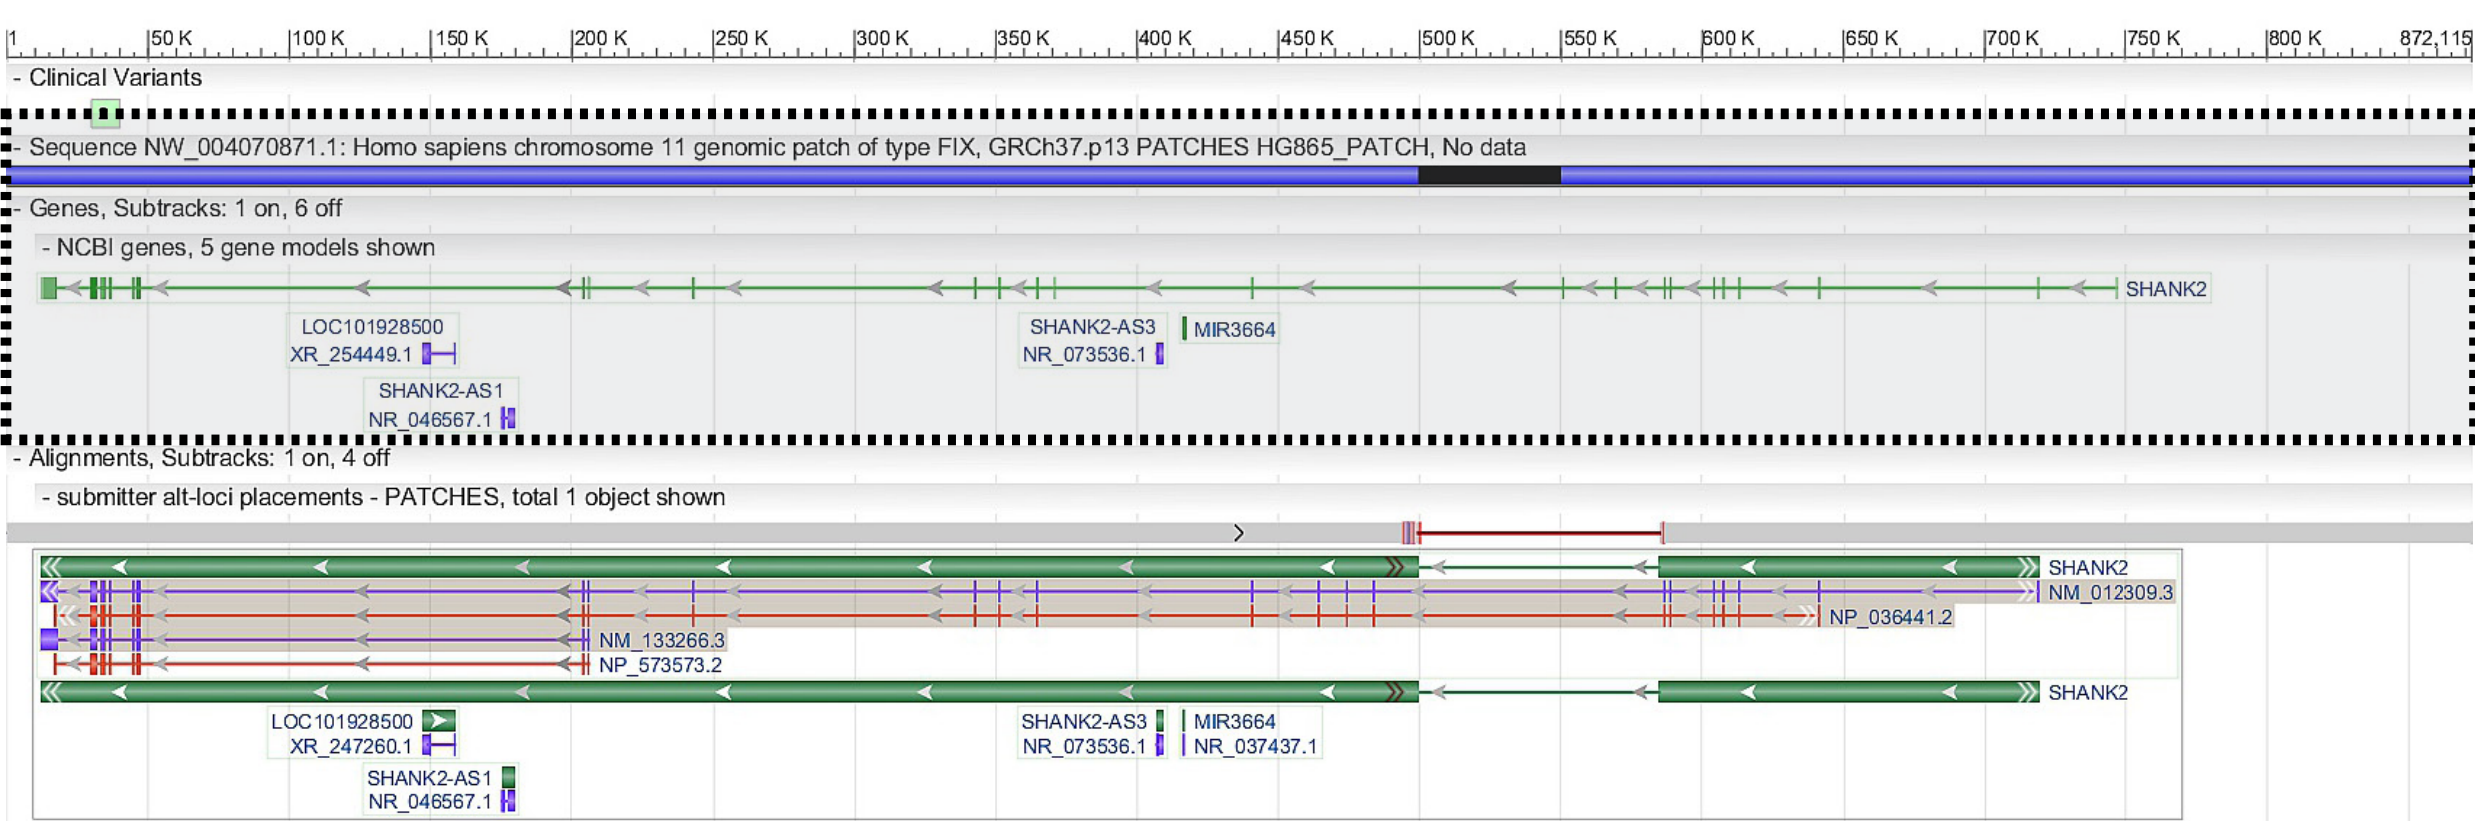 1 50 K 100 K 150 K 200 K 250 K 300 K 350 K 400 K 450 K 500 K 550 K 600 K 650 K 700 K 750 K 800 K 872,115
- Clinical Variants
- Sequence NW_004070871.1: Homo sapiens chromosome 11 genomic patch of type FIX, GRCh37.p13 PATCHES HG865_PATCH, No data
- Genes, Subtracks: 1 on, 6 off
- NCBI genes, 5 gene models shown
SHANK2
LOC101928500 SHANK2-AS3 MIR3664
XR_254449.1 NR_073536.1
SHANK2-AS1
NR_046567.1
- Alignments, Subtracks: 1 on, 4 off
- submitter alt-loci placements - PATCHES, total 1 object shown
SHANK2
NM_012309.3
NP_036441.2
NM_133266.3
NP_573573.2
SHANK2
LOC101928500 SHANK2-AS3 MIR3664
XR_247260.1 NR_073536.1 NR_037437.1
SHANK2-AS1
NR_046567.1